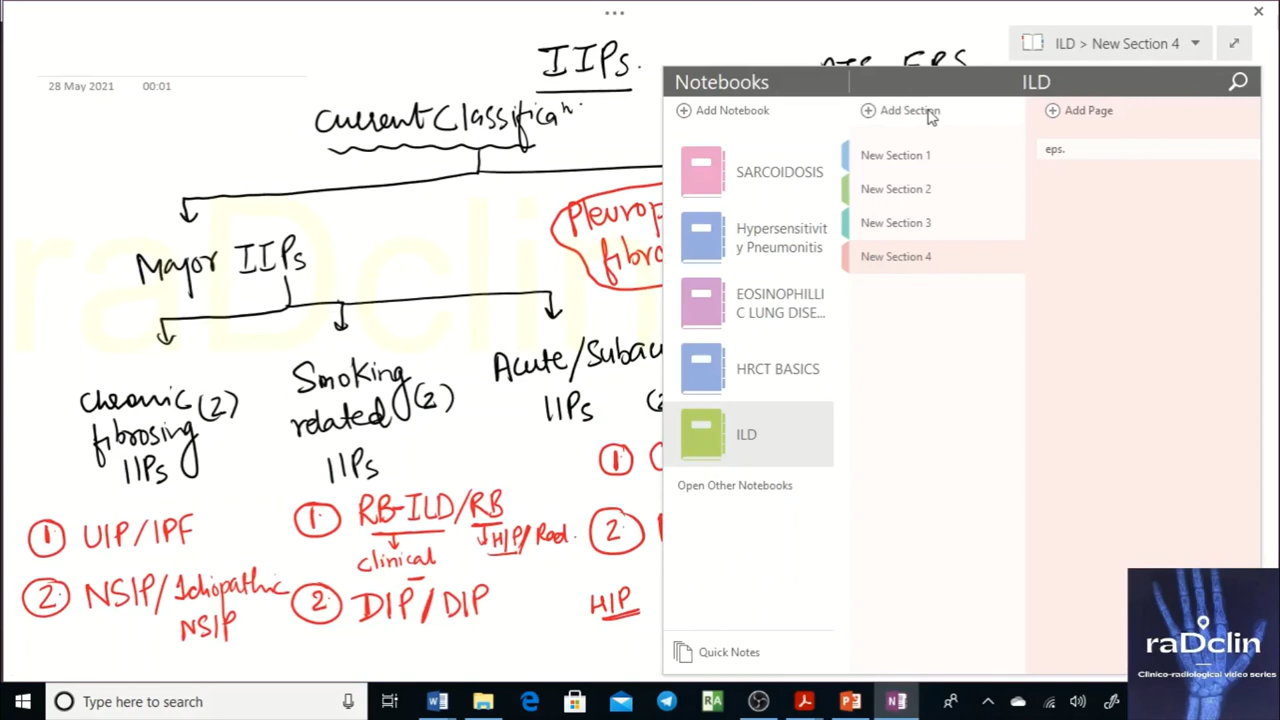 ILD > New Section 4
28 May 2021 00:01
IIPs.
Current Classificaⁿ
Notebooks
ILD
Add Notebook
Add Section
Add Page
SARCOIDOSIS
Hypersensitivit
y Pneumonitis
EOSINOPHILLI
C LUNG DISE...
HRCT BASICS
ILD
Open Other Notebooks
Quick Notes
New Section 1
New Section 2
New Section 3
New Section 4
eps.
Major IIPs
Chronic (2)
fibrosing
IIPs
① UIP/IPF
② NSIP/Idiopathic
NSIP
Smoking
related (2)
IIPs
① RB-ILD/RB
clinical
H/P/Rad.
② DIP/DIP
IIPs
①
②
H/P
raDclin
raDclin
Clinico-radiological video series
Type here to search